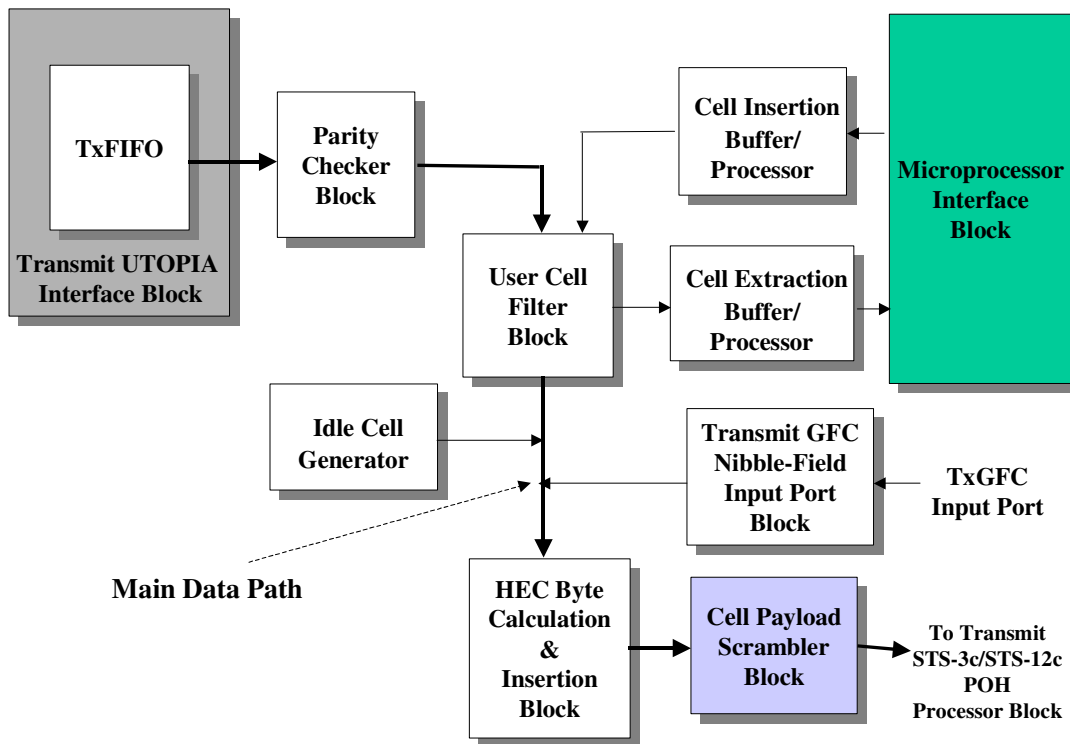 TxFIFO
Transmit UTOPIA
Interface Block
Parity
Checker
Block
Cell Insertion
Buffer/
Processor
Microprocessor
Interface
Block
User Cell
Filter
Block
Cell Extraction
Buffer/
Processor
Idle Cell
Generator
Transmit GFC
Nibble-Field
Input Port
Block
TxGFC
Input Port
Main Data Path
HEC Byte
Calculation
&
Insertion
Block
Cell Payload
Scrambler
Block
To Transmit
STS-3c/STS-12c
POH
Processor Block